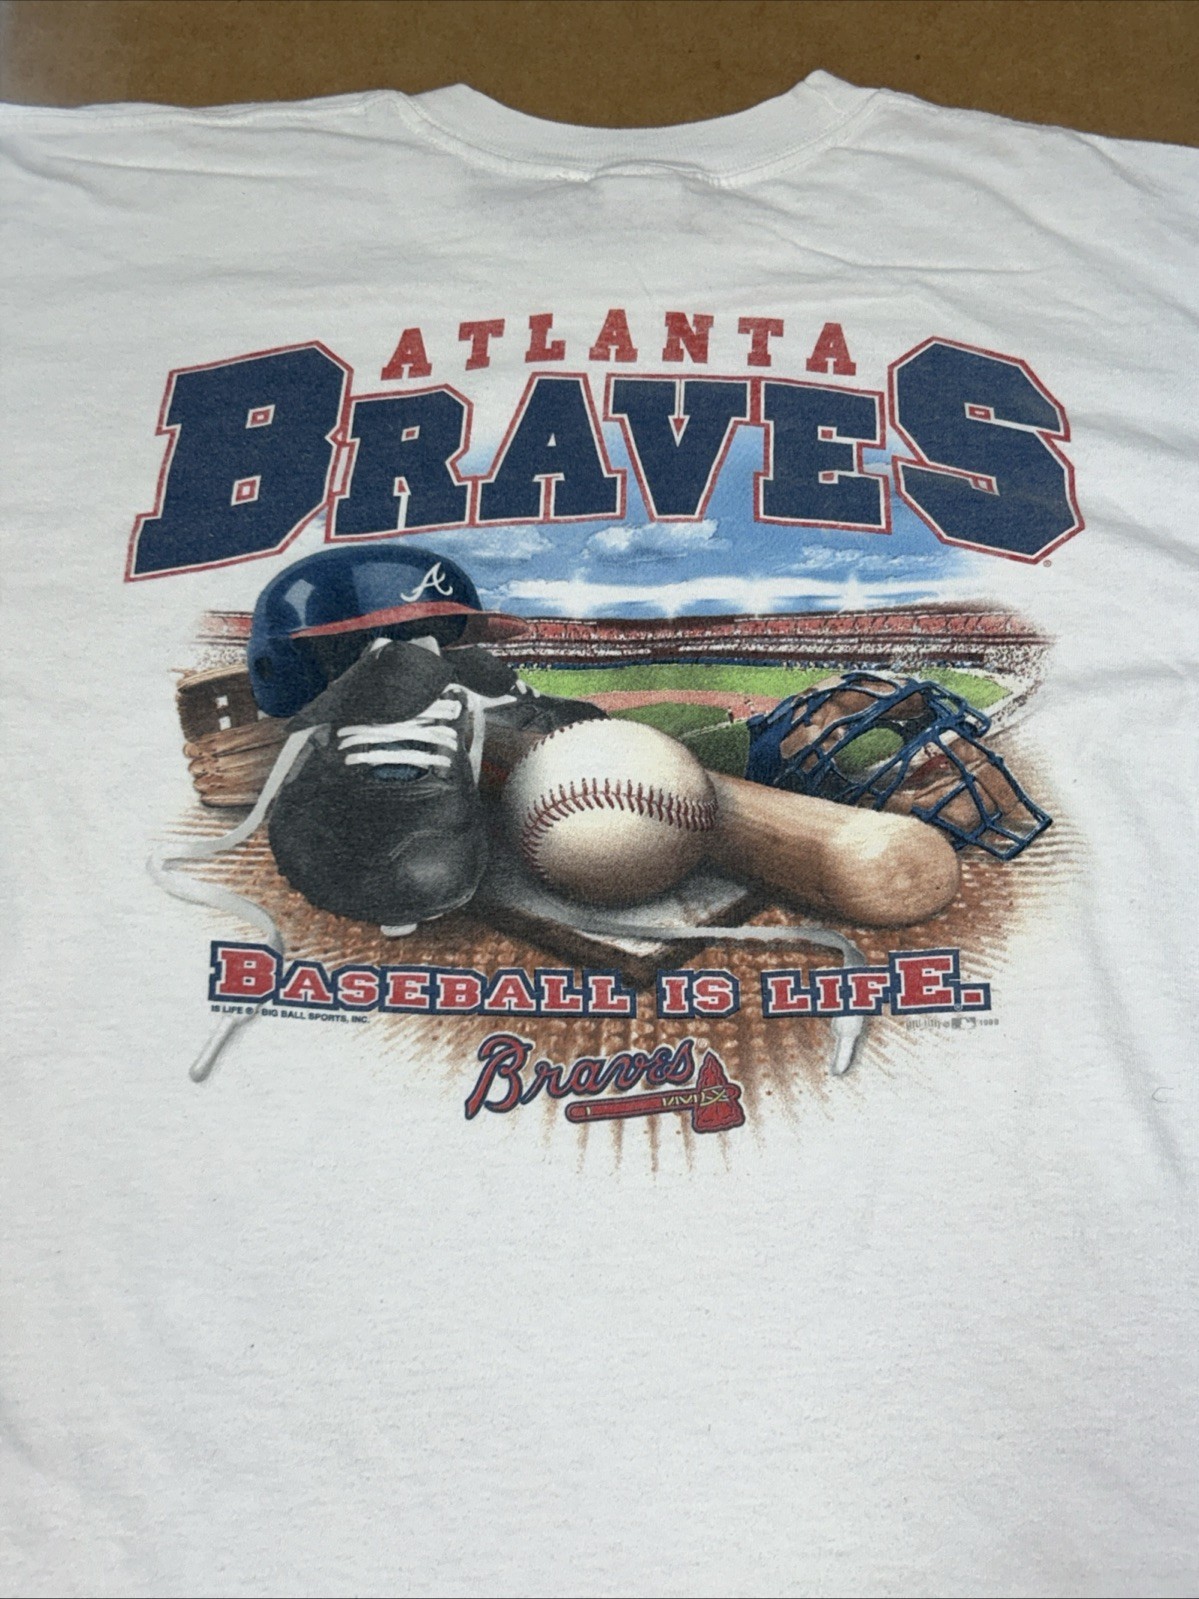 ATLANTA
BRAVES
A
BASEBALL IS LIFE.
IS LIFE ® - BIG BALL SPORTS, INC.
Braves